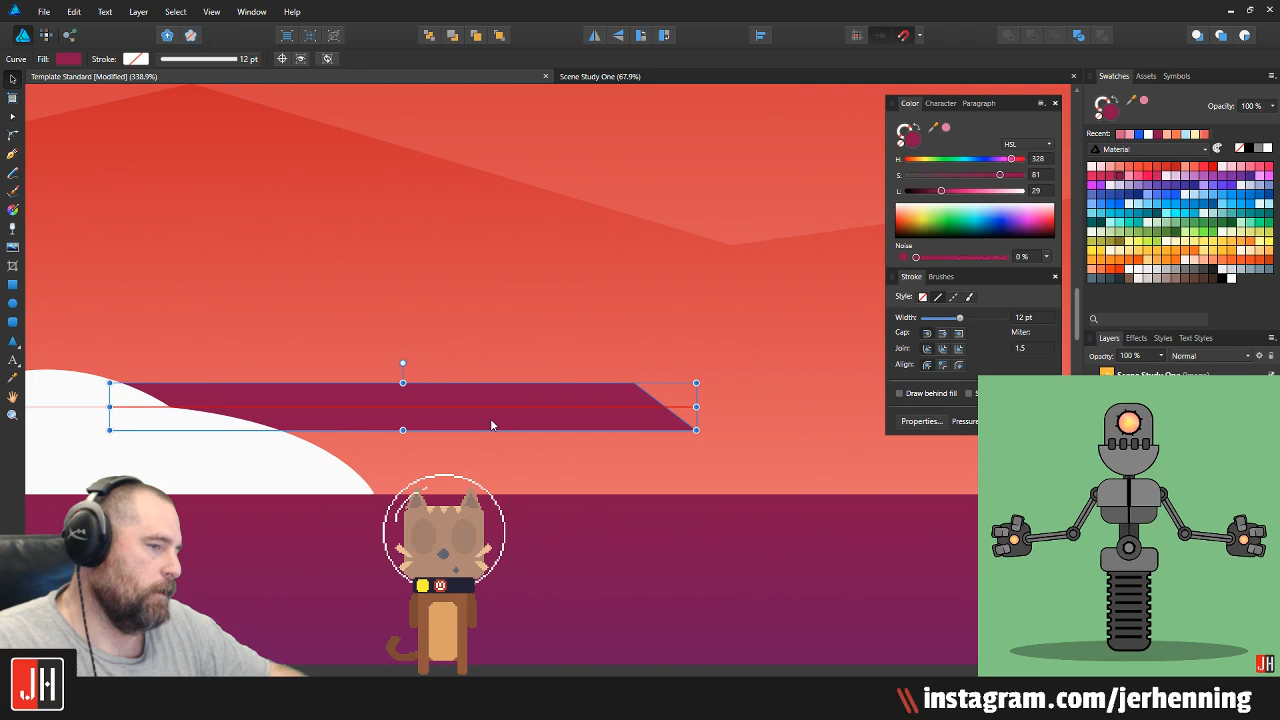 File Edit Text Layer Select View Window Help
Curve Fill: Stroke: 12 pt
Template Standard [Modified] (338.9%)
Scene Study One (67.9%)
Swatches Assets Symbols
Opacity: 100 %
Recent:
Material
Color Character Paragraph
HSL
H: 328
S: 81
L: 29
Noise
0 %
Stroke Brushes
Style:
Width: 12 pt
Cap: Miter:
Join: 1.5
Align:
Draw behind fill
Properties... Pressure
Layers Effects Styles Text Styles
Opacity: 100 % Normal
JH
JH
\\ instagram.com/jerhenning